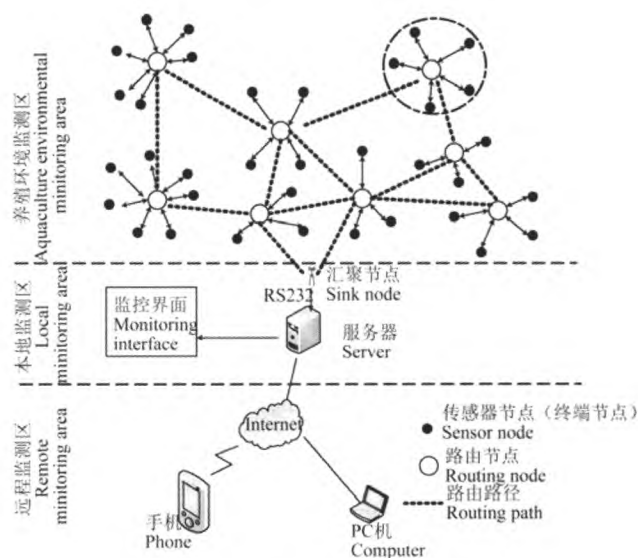 养殖环境监测区
Aquaculture environmental
minitoring area
汇聚节点
Sink node
RS232
监控界面
Monitoring
interface
服务器
Server
本地监测区
Local
minitoring area
Internet
传感器节点（终端节点）
Sensor node
路由节点
Routing node
路由路径
Routing path
手机
Phone
PC机
Computer
远程监测区
Remote
minitoring area